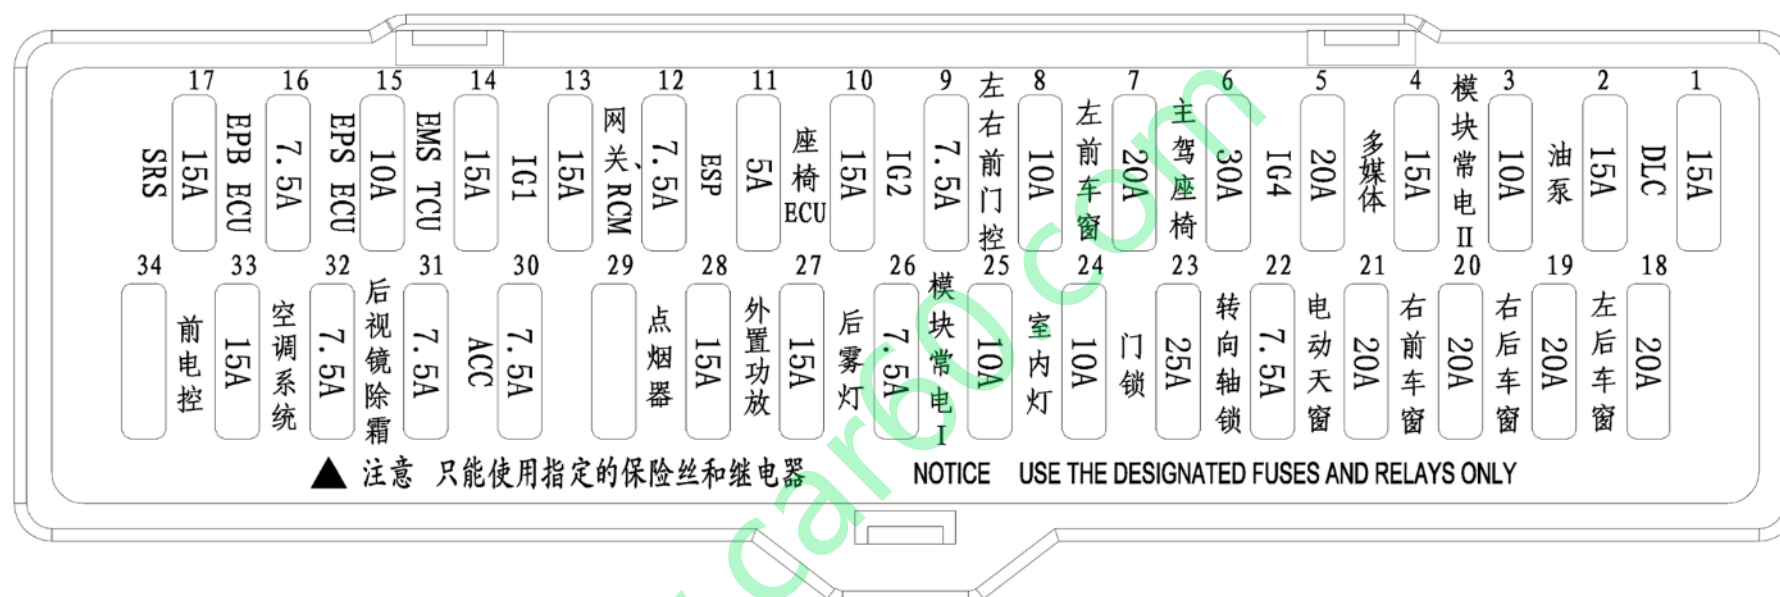 17 16 15 14 13 12 11 10 9 8 7 6 5 4 3 2 1
SRS
15A
EPB ECU
7.5A
EPS ECU
10A
EMS TCU
15A
IG1
15A
网关、RCM
7.5A
ESP
5A
座椅ECU
15A
IG2
7.5A
左右前门控
10A
左前车窗
20A
主驾座椅
30A
IG4
20A
多媒体
15A
模块常电Ⅱ
10A
油泵
15A
DLC
15A
34 33 32 31 30 29 28 27 26 25 24 23 22 21 20 19 18
前电控
15A
空调系统
7.5A
后视镜除霜
7.5A
ACC
7.5A
点烟器
15A
外置功放
15A
后雾灯
7.5A
模块常电Ⅰ
10A
室内灯
10A
门锁
25A
转向轴锁
7.5A
电动天窗
20A
右前车窗
20A
右后车窗
20A
左后车窗
20A
注意 只能使用指定的保险丝和继电器 NOTICE USE THE DESIGNATED FUSES AND RELAYS ONLY
car60.com